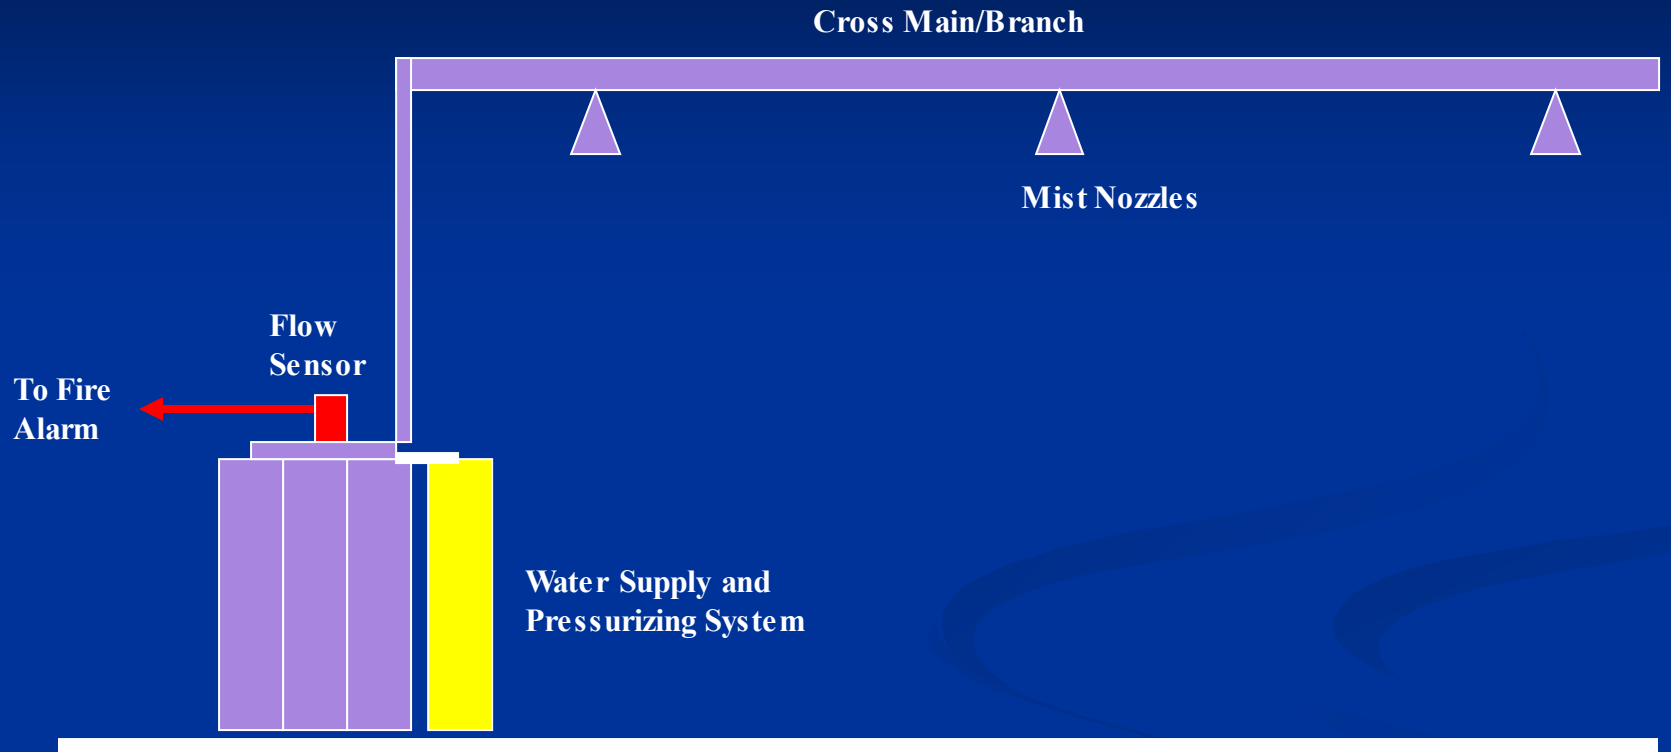 Cross Main/Branch
Mist Nozzles
Flow
Sensor
To Fire
Alarm
Water Supply and
Pressurizing System